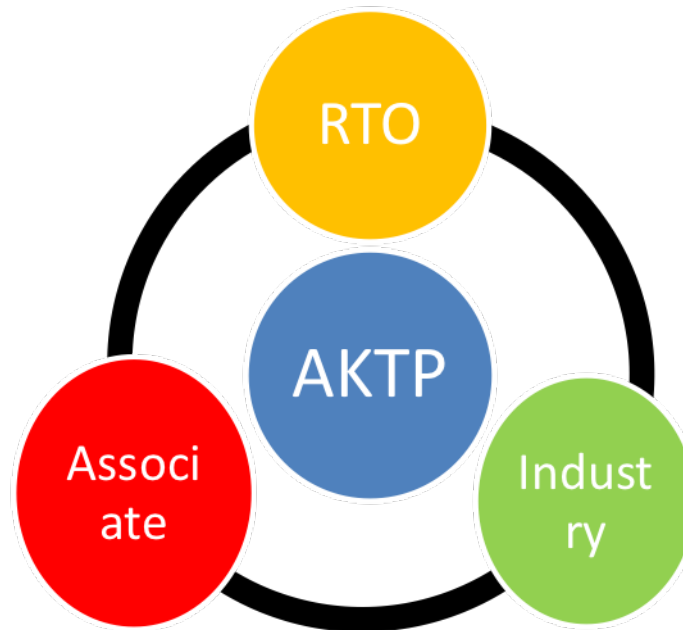 RTO
AKTP
Associ
ate
Indust
ry